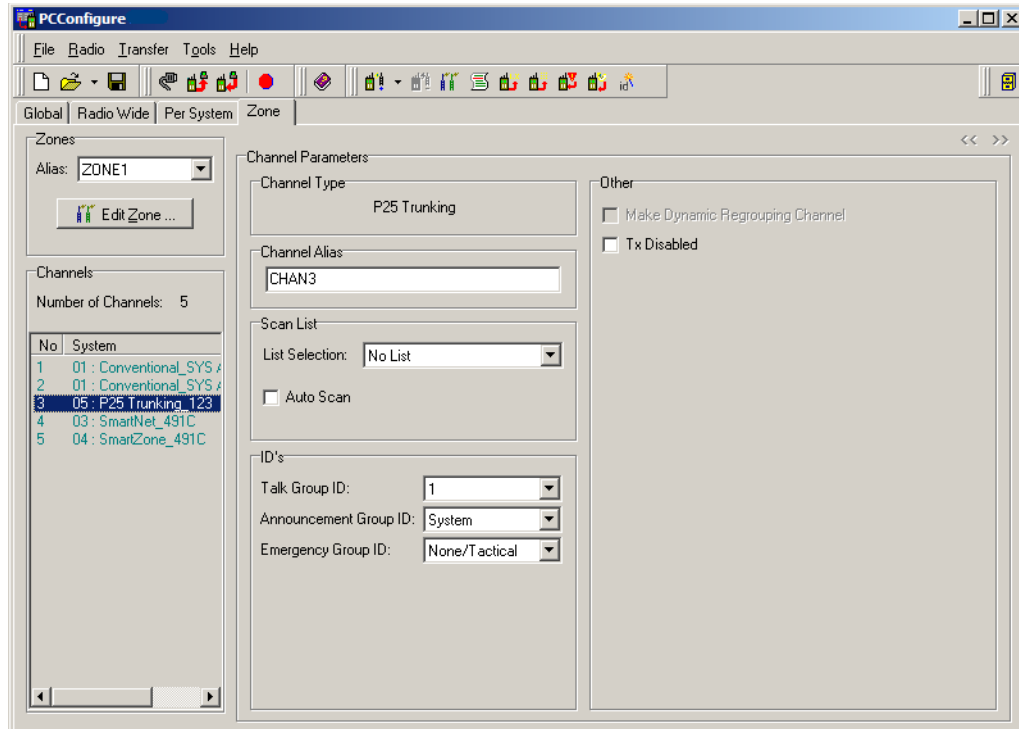 PCConfigure
File Radio Transfer Tools Help
Global Radio Wide Per System Zone
<< >>
Zones
Alias: ZONE1
Edit Zone ...
Channels
Number of Channels: 5
No System
1 01 : Conventional_SYS
2 01 : Conventional_SYS
3 05 : P25 Trunking_123
4 03 : SmartNet_491C
5 04 : SmartZone_491C
Channel Parameters
Channel Type
P25 Trunking
Channel Alias
CHAN3
Scan List
List Selection: No List
Auto Scan
ID's
Talk Group ID: 1
Announcement Group ID: System
Emergency Group ID: None/Tactical
Other
Make Dynamic Regrouping Channel
Tx Disabled